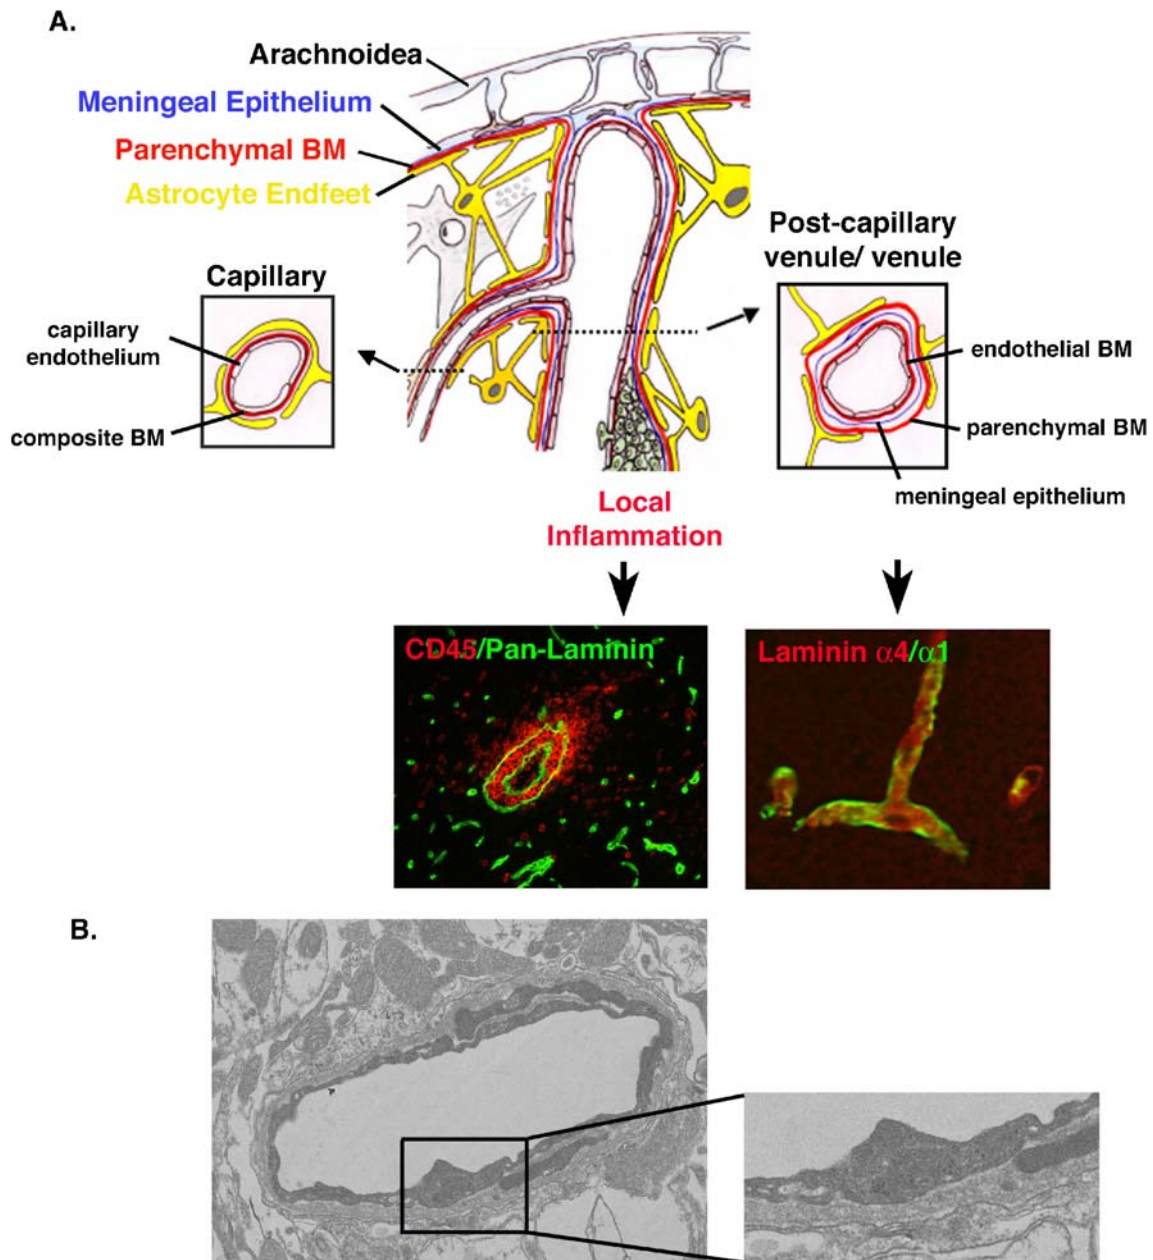 A.
Arachnoidea
Meningeal Epithelium
Parenchymal BM
Astrocyte Endfeet
Capillary
capillary
endothelium
composite BM
Post-capillary
venule/ venule
endothelial BM
parenchymal BM
meningeal epithelium
Local
Inflammation
CD45/Pan-Laminin
Laminin α4/α1
B.